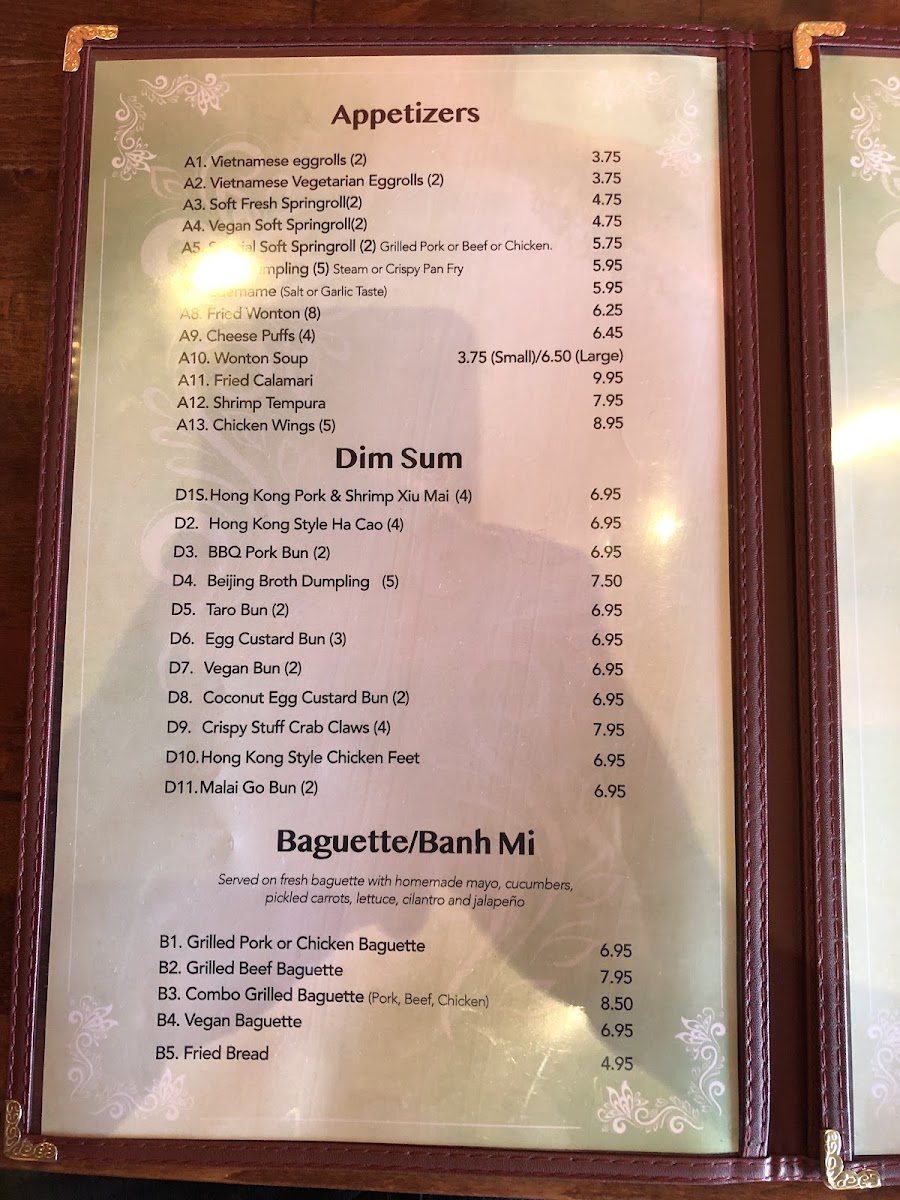 Appetizers
A1. Vietnamese eggrolls (2) 3.75
A2. Vietnamese Vegetarian Eggrolls (2) 3.75
A3. Soft Fresh Springroll(2) 4.75
A4. Vegan Soft Springroll(2) 4.75
A5. Special Soft Springroll (2) Grilled Pork or Beef or Chicken. 5.75
(5) Steam or Crispy Pan Fry 5.95
(Salt or Garlic Taste) 5.95
A8. Fried Wonton (8) 6.25
A9. Cheese Puffs (4) 6.45
A10. Wonton Soup 3.75 (Small)/6.50 (Large)
A11. Fried Calamari 9.95
A12. Shrimp Tempura 7.95
A13. Chicken Wings (5) 8.95
Dim Sum
D1S. Hong Kong Pork & Shrimp Xiu Mai (4) 6.95
D2. Hong Kong Style Ha Cao (4) 6.95
D3. BBQ Pork Bun (2) 6.95
D4. Beijing Broth Dumpling (5) 7.50
D5. Taro Bun (2) 6.95
D6. Egg Custard Bun (3) 6.95
D7. Vegan Bun (2) 6.95
D8. Coconut Egg Custard Bun (2) 6.95
D9. Crispy Stuff Crab Claws (4) 7.95
D10. Hong Kong Style Chicken Feet 6.95
D11. Malai Go Bun (2) 6.95
Baguette/Banh Mi
Served on fresh baguette with homemade mayo, cucumbers,
pickled carrots, lettuce, cilantro and jalapeño
B1. Grilled Pork or Chicken Baguette 6.95
B2. Grilled Beef Baguette 7.95
B3. Combo Grilled Baguette (Pork, Beef, Chicken) 8.50
B4. Vegan Baguette 6.95
B5. Fried Bread 4.95